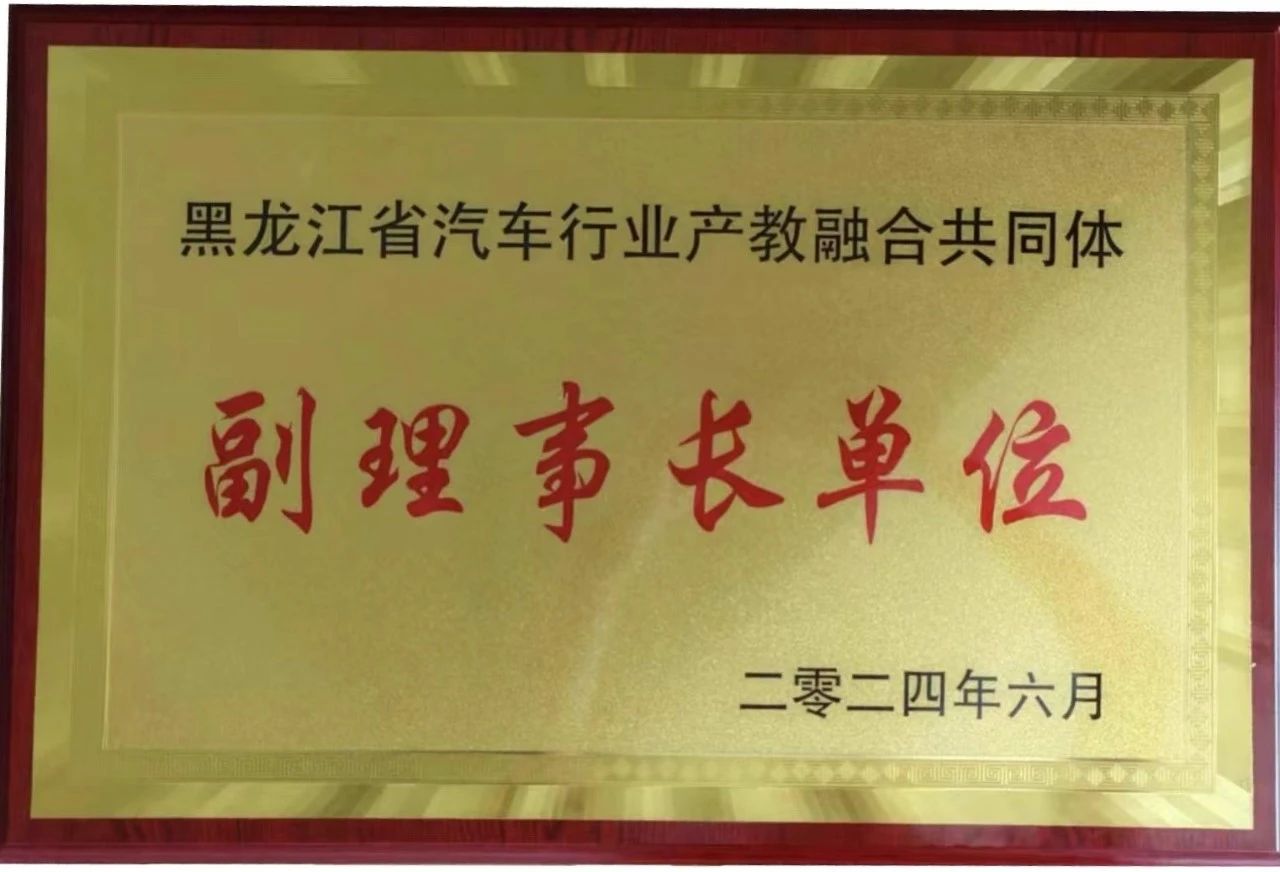 黑龙江省汽车行业产教融合共同体
副理事长单位
二零二四年六月